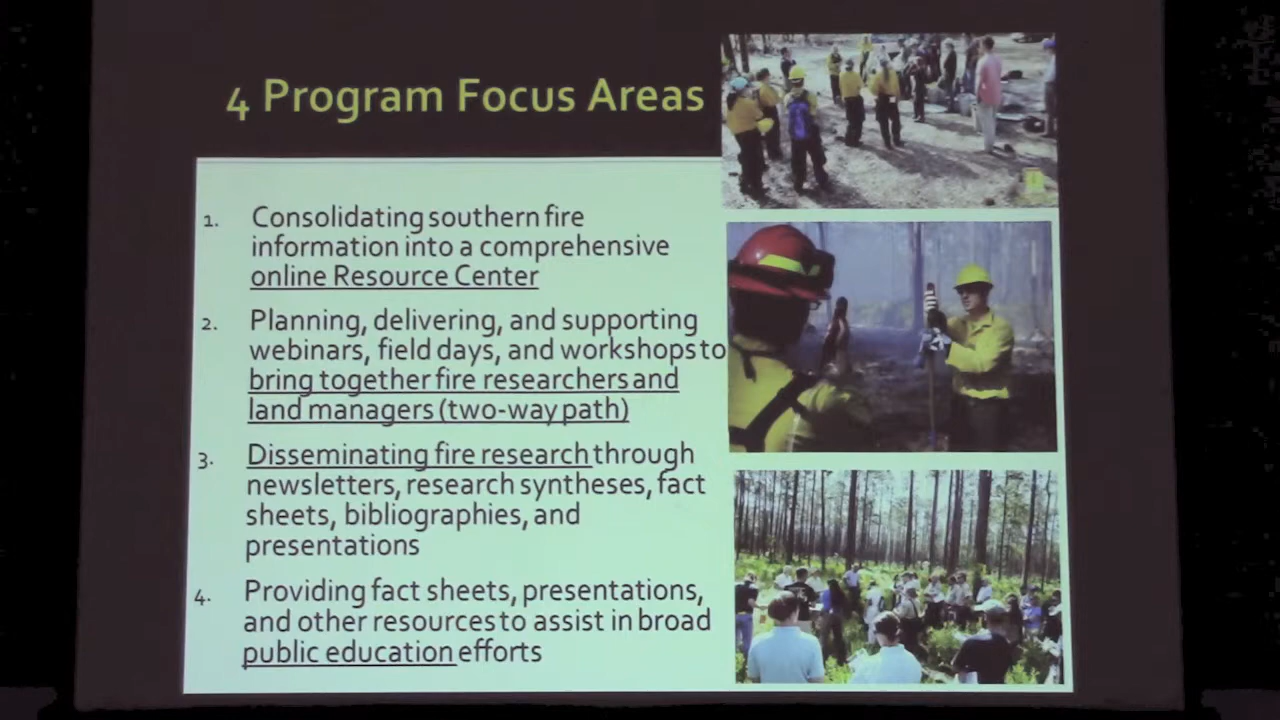 4 Program Focus Areas
1. Consolidating southern fire
information into a comprehensive
online Resource Center
2. Planning, delivering, and supporting
webinars, field days, and workshops to
bring together fire researchers and
land managers (two-way path)
3. Disseminating fire research through
newsletters, research syntheses, fact
sheets, bibliographies, and
presentations
4. Providing fact sheets, presentations,
and other resources to assist in broad
public education efforts